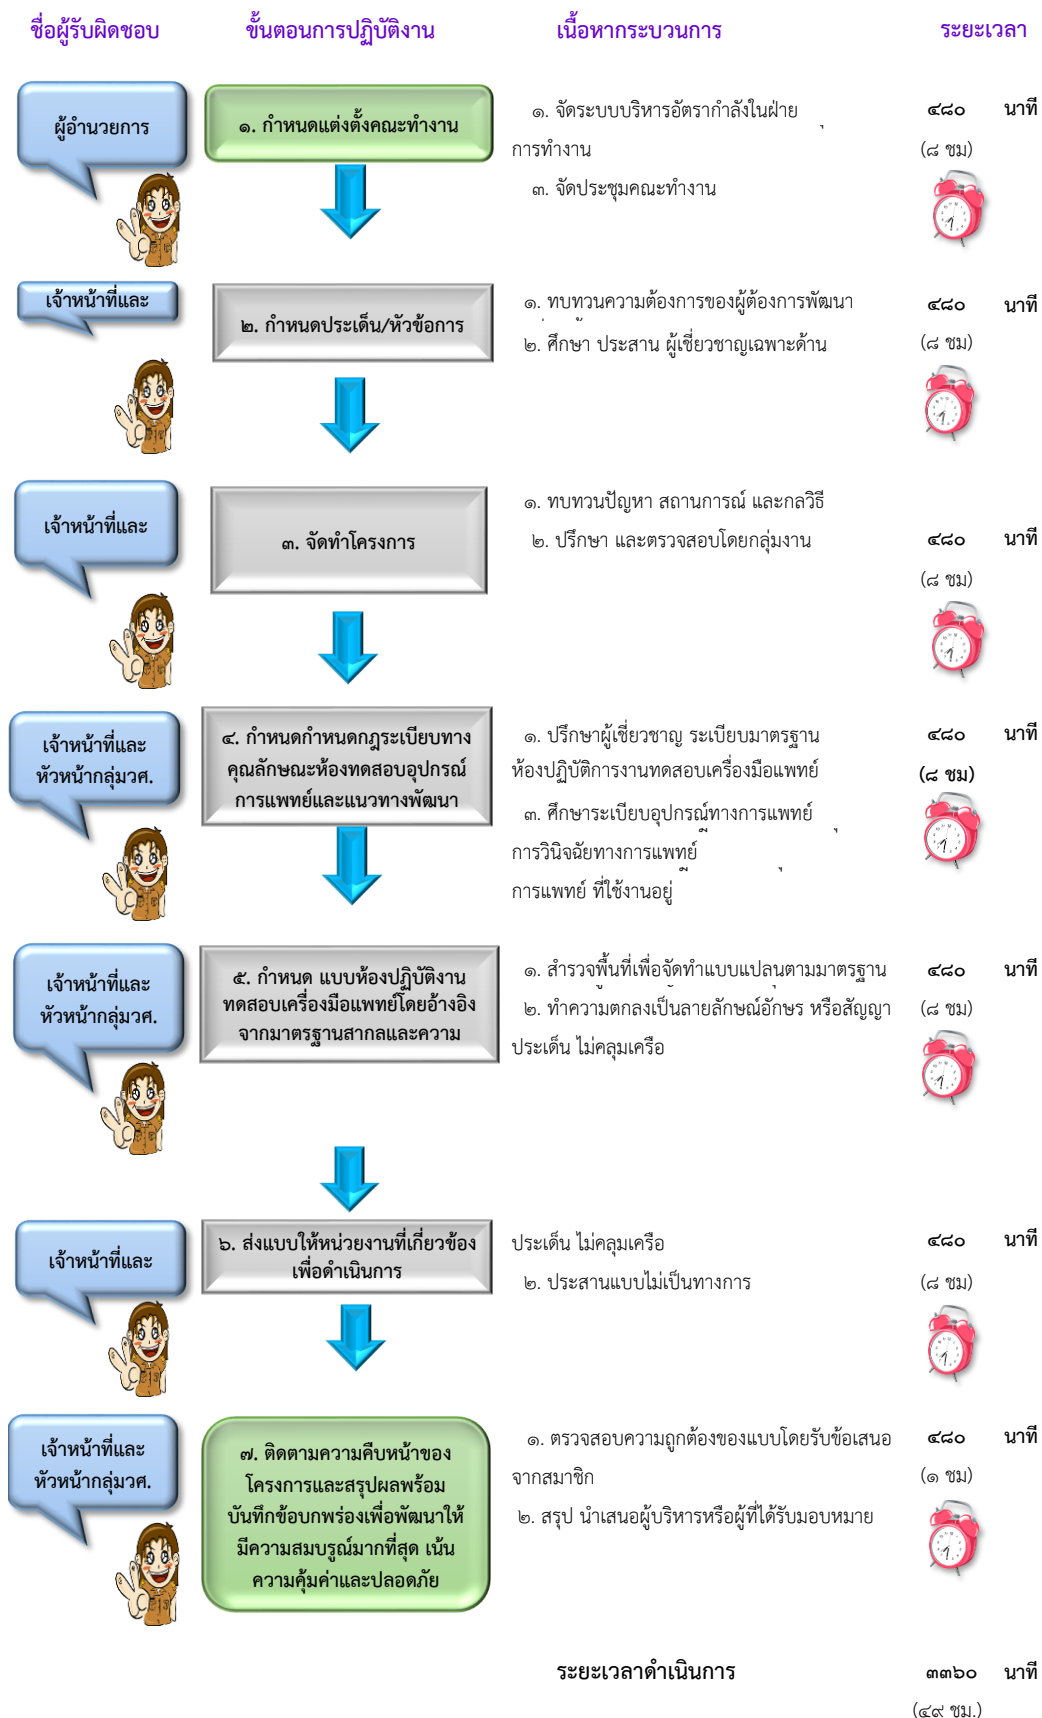 ชื่อผู้รับผิดชอบ ขั้นตอนการปฏิบัติงาน เนื้อหากระบวนการ ระยะเวลา
ผู้อำนวยการ
๑. กำหนดแต่งตั้งคณะทำงาน
๑. จัดระบบบริหารอัตรากำลังในฝ่าย
การทำงาน
๓. จัดประชุมคณะทำงาน
๔๘๐ นาที
(๘ ชม)
เจ้าหน้าที่และ
๒. กำหนดประเด็น/หัวข้อการ
๑. ทบทวนความต้องการของผู้ต้องการพัฒนา
๒. ศึกษา ประสาน ผู้เชี่ยวชาญเฉพาะด้าน
๔๘๐ นาที
(๘ ชม)
เจ้าหน้าที่และ
๓. จัดทำโครงการ
๑. ทบทวนปัญหา สถานการณ์ และกลวิธี
๒. ปรึกษา และตรวจสอบโดยกลุ่มงาน
๔๘๐ นาที
(๘ ชม)
เจ้าหน้าที่และ
หัวหน้ากลุ่มวศ.
๔. กำหนดกำหนดกฎระเบียบทาง
คุณลักษณะห้องทดสอบอุปกรณ์
การแพทย์และแนวทางพัฒนา
๑. ปรึกษาผู้เชี่ยวชาญ ระเบียบมาตรฐาน
ห้องปฏิบัติการงานทดสอบเครื่องมือแพทย์
๓. ศึกษาระเบียบอุปกรณ์ทางการแพทย์
การวินิจฉัยทางการแพทย์
การแพทย์ ที่ใช้งานอยู่
๔๘๐ นาที
(๘ ชม)
เจ้าหน้าที่และ
หัวหน้ากลุ่มวศ.
๕. กำหนด แบบห้องปฏิบัติงาน
ทดสอบเครื่องมือแพทย์โดยอ้างอิง
จากมาตรฐานสากลและความ
๑. สำรวจพื้นที่เพื่อจัดทำแบบแปลนตามมาตรฐาน
๒. ทำความตกลงเป็นลายลักษณ์อักษร หรือสัญญา
ประเด็น ไม่คลุมเครือ
๔๘๐ นาที
(๘ ชม)
เจ้าหน้าที่และ
๖. ส่งแบบให้หน่วยงานที่เกี่ยวข้อง
เพื่อดำเนินการ
ประเด็น ไม่คลุมเครือ
๒. ประสานแบบไม่เป็นทางการ
๔๘๐ นาที
(๘ ชม)
เจ้าหน้าที่และ
หัวหน้ากลุ่มวศ.
๗. ติดตามความคืบหน้าของ
โครงการและสรุปผลพร้อม
บันทึกข้อบกพร่องเพื่อพัฒนาให้
มีความสมบรูณ์มากที่สุด เน้น
ความคุ้มค่าและปลอดภัย
๑. ตรวจสอบความถูกต้องของแบบโดยรับข้อเสนอ
จากสมาชิก
๒. สรุป นำเสนอผู้บริหารหรือผู้ที่ได้รับมอบหมาย
๔๘๐ นาที
(๑ ชม)
ระยะเวลาดำเนินการ ๓๓๖๐ นาที
(๔๙ ชม.)